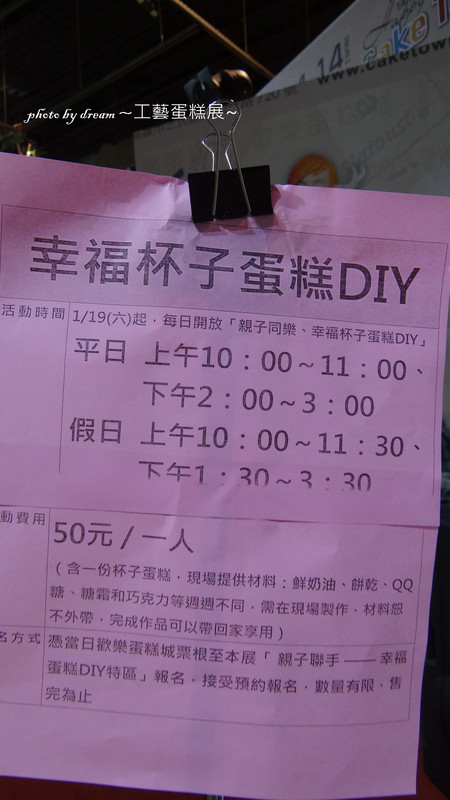 Cake T
www.caketow
photo by dream ~工藝蛋糕展~
幸福杯子蛋糕DIY
活動時間
1/19(六)起，每日開放「親子同樂、幸福杯子蛋糕DIY」
平日 上午10：00～11：00、
下午2：00～3：00
假日 上午10：00～11：30、
下午1：30～3：30
動費用
50元/一人
（含一份杯子蛋糕，現場提供材料：鮮奶油、餅乾、QQ
糖、糖霜和巧克力等週週不同，需在現場製作，材料恕
不外帶，完成作品可以帶回家享用）
名方式
憑當日歡樂蛋糕城票根至本展「 親子聯手 —— 幸福
蛋糕DIY特區」報名，接受預約報名，數量有限，售
完為止